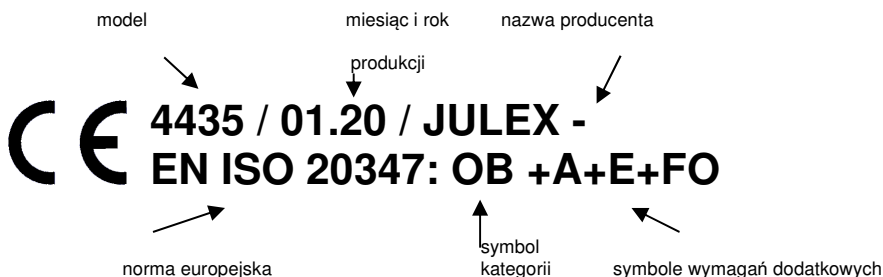 model miesiąc i rok nazwa producenta
produkcji
CE 4435 / 01.20 / JULEX -
EN ISO 20347: OB +A+E+FO
symbol
norma europejska kategorii symbole wymagań dodatkowych